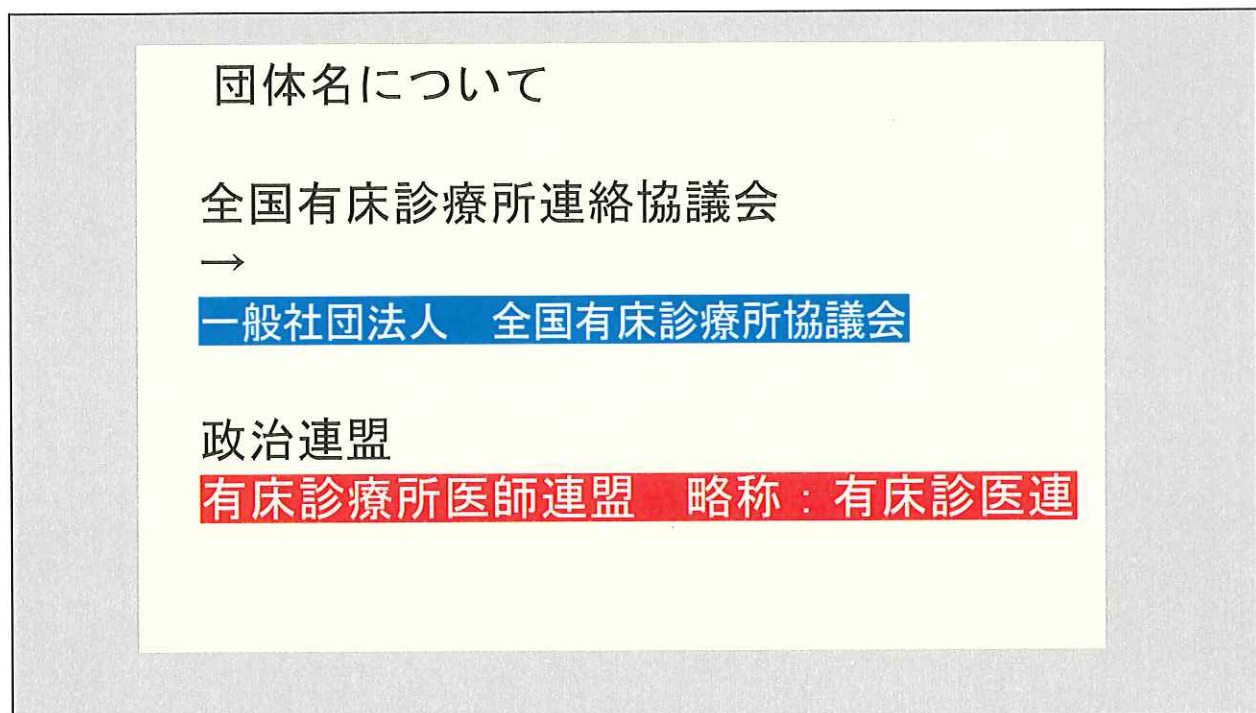 団体名について
全国有床診療所連絡協議会
→
一般社団法人　全国有床診療所協議会
政治連盟
有床診療所医師連盟　略称：有床診医連